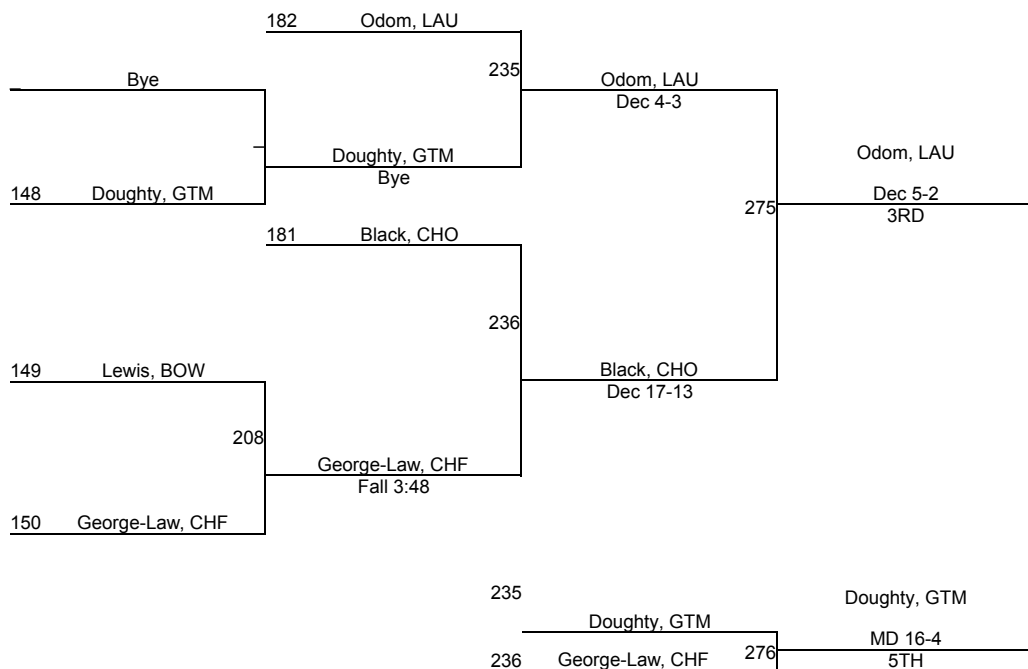 182 Odom, LAU
235
Bye
Odom, LAU
Dec 4-3
Doughty, GTM
Bye
Odom, LAU
148 Doughty, GTM
275
Dec 5-2
3RD
181 Black, CHO
236
149 Lewis, BOW
Black, CHO
Dec 17-13
208
George-Law, CHF
Fall 3:48
150 George-Law, CHF
235
Doughty, GTM
Doughty, GTM
MD 16-4
236 George-Law, CHF 276
5TH